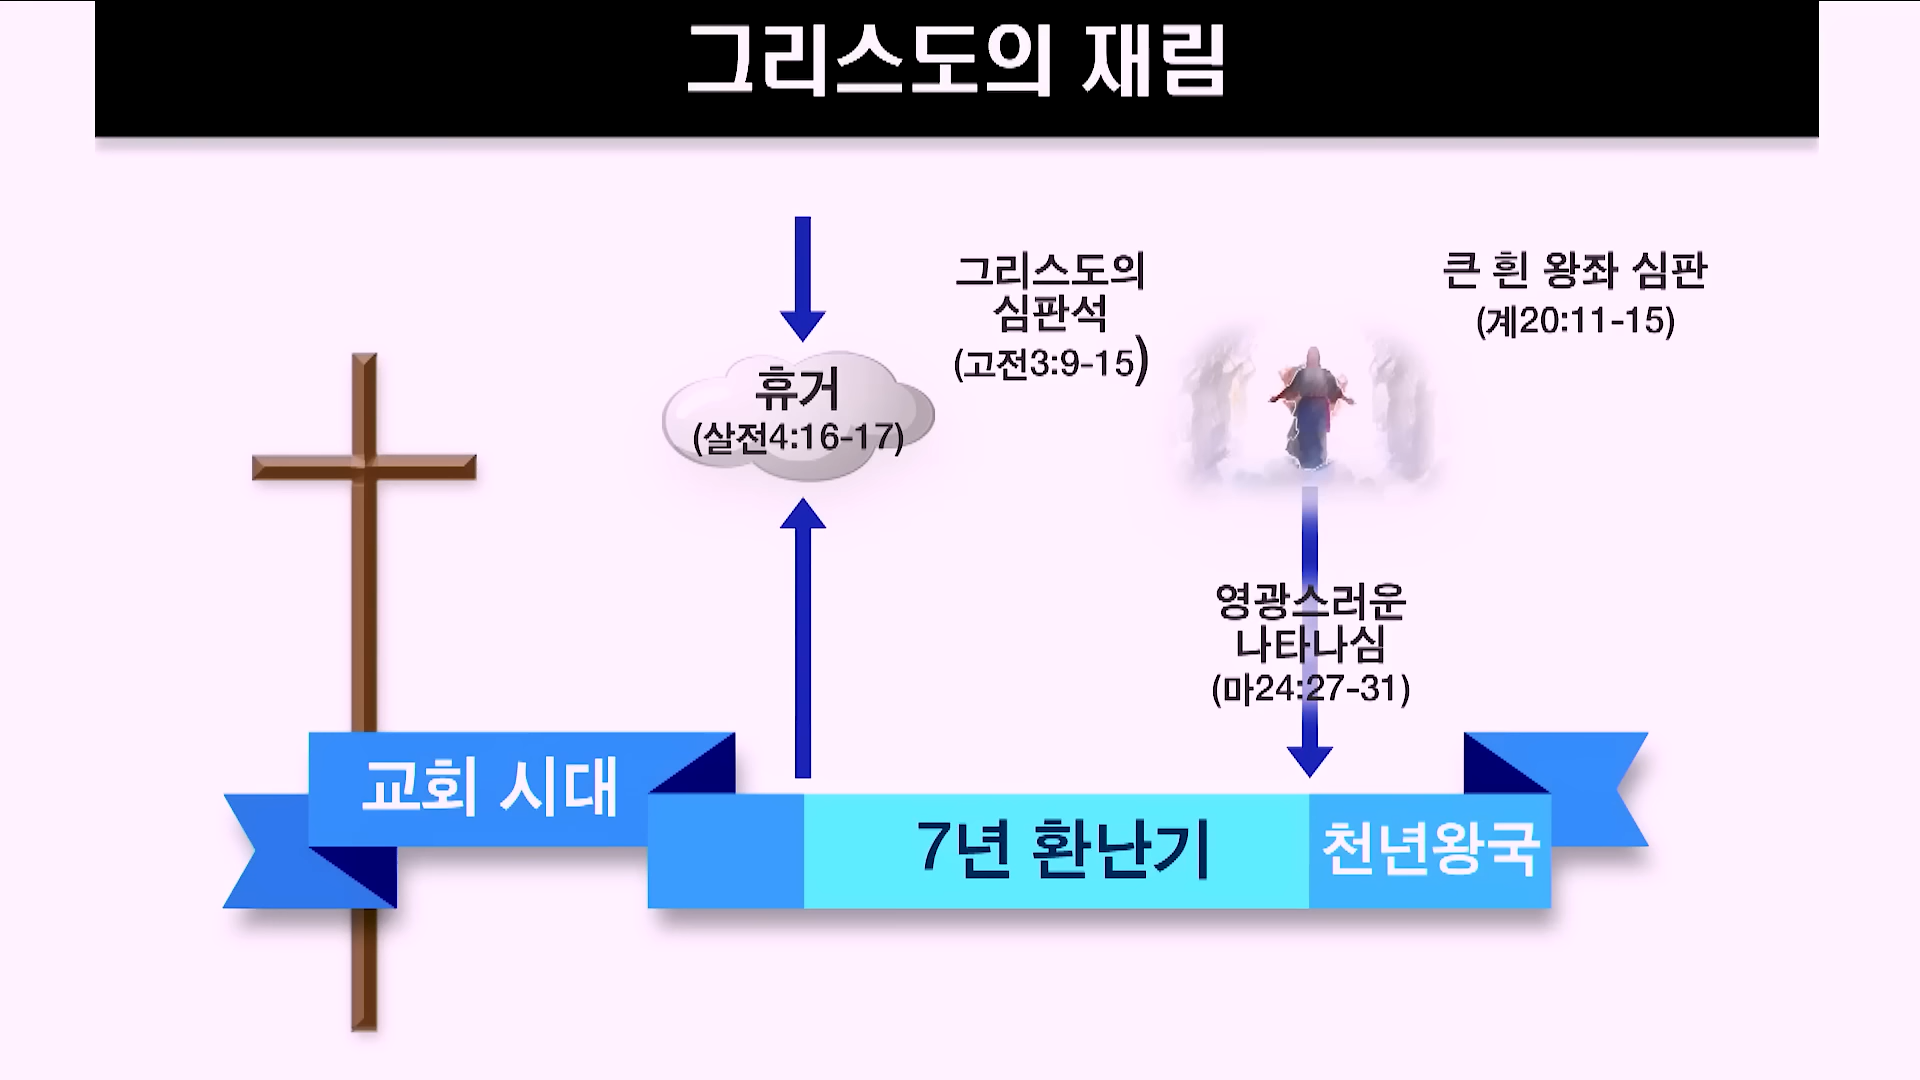 그리스도의 재림
그리스도의
심판석
(고전3:9-15)
큰 흰 왕좌 심판
(계20:11-15)
휴거
(살전4:16-17)
영광스러운
나타나심
(마24:27-31)
교회 시대
7년 환난기
천년왕국